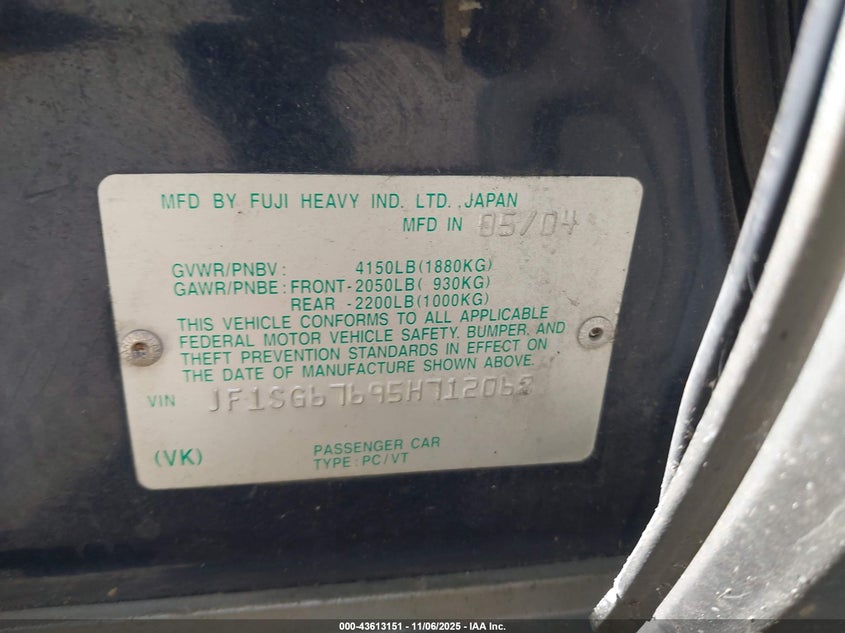 MFD BY FUJI HEAVY IND. LTD. JAPAN
MFD IN 05/04
GVWR/PNBV: 4150LB(1880KG)
GAWR/PNBE: FRONT-2050LB( 930KG)
REAR -2200LB(1000KG)
THIS VEHICLE CONFORMS TO ALL APPLICABLE
FEDERAL MOTOR VEHICLE SAFETY, BUMPER, AND
THEFT PREVENTION STANDARDS IN EFFECT ON
THE DATE OF MANUFACTURE SHOWN ABOVE.
VIN JF1SG67695H712068
(VK) PASSENGER CAR
TYPE:PC/VT
000-43613151 - 11/06/2025 - IAA Inc.